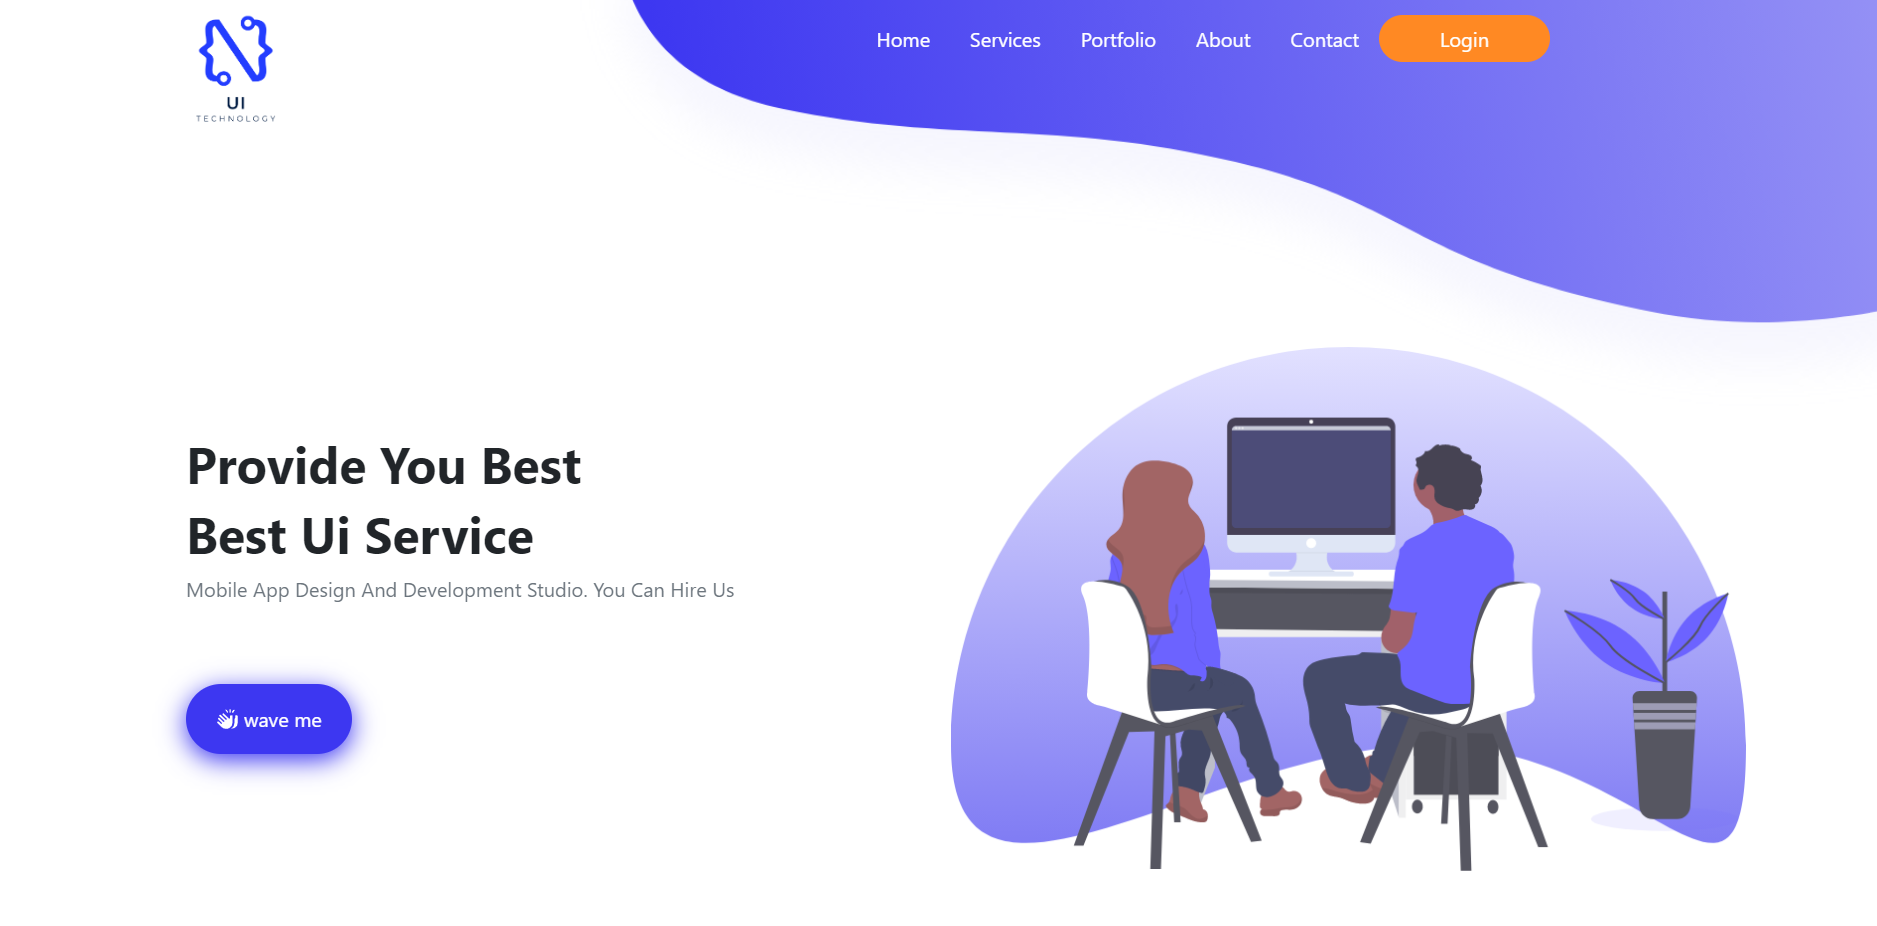 UI
TECHNOLOGY
Home Services Portfolio About Contact Login
Provide You Best
Best Ui Service
Mobile App Design And Development Studio. You Can Hire Us
wave me